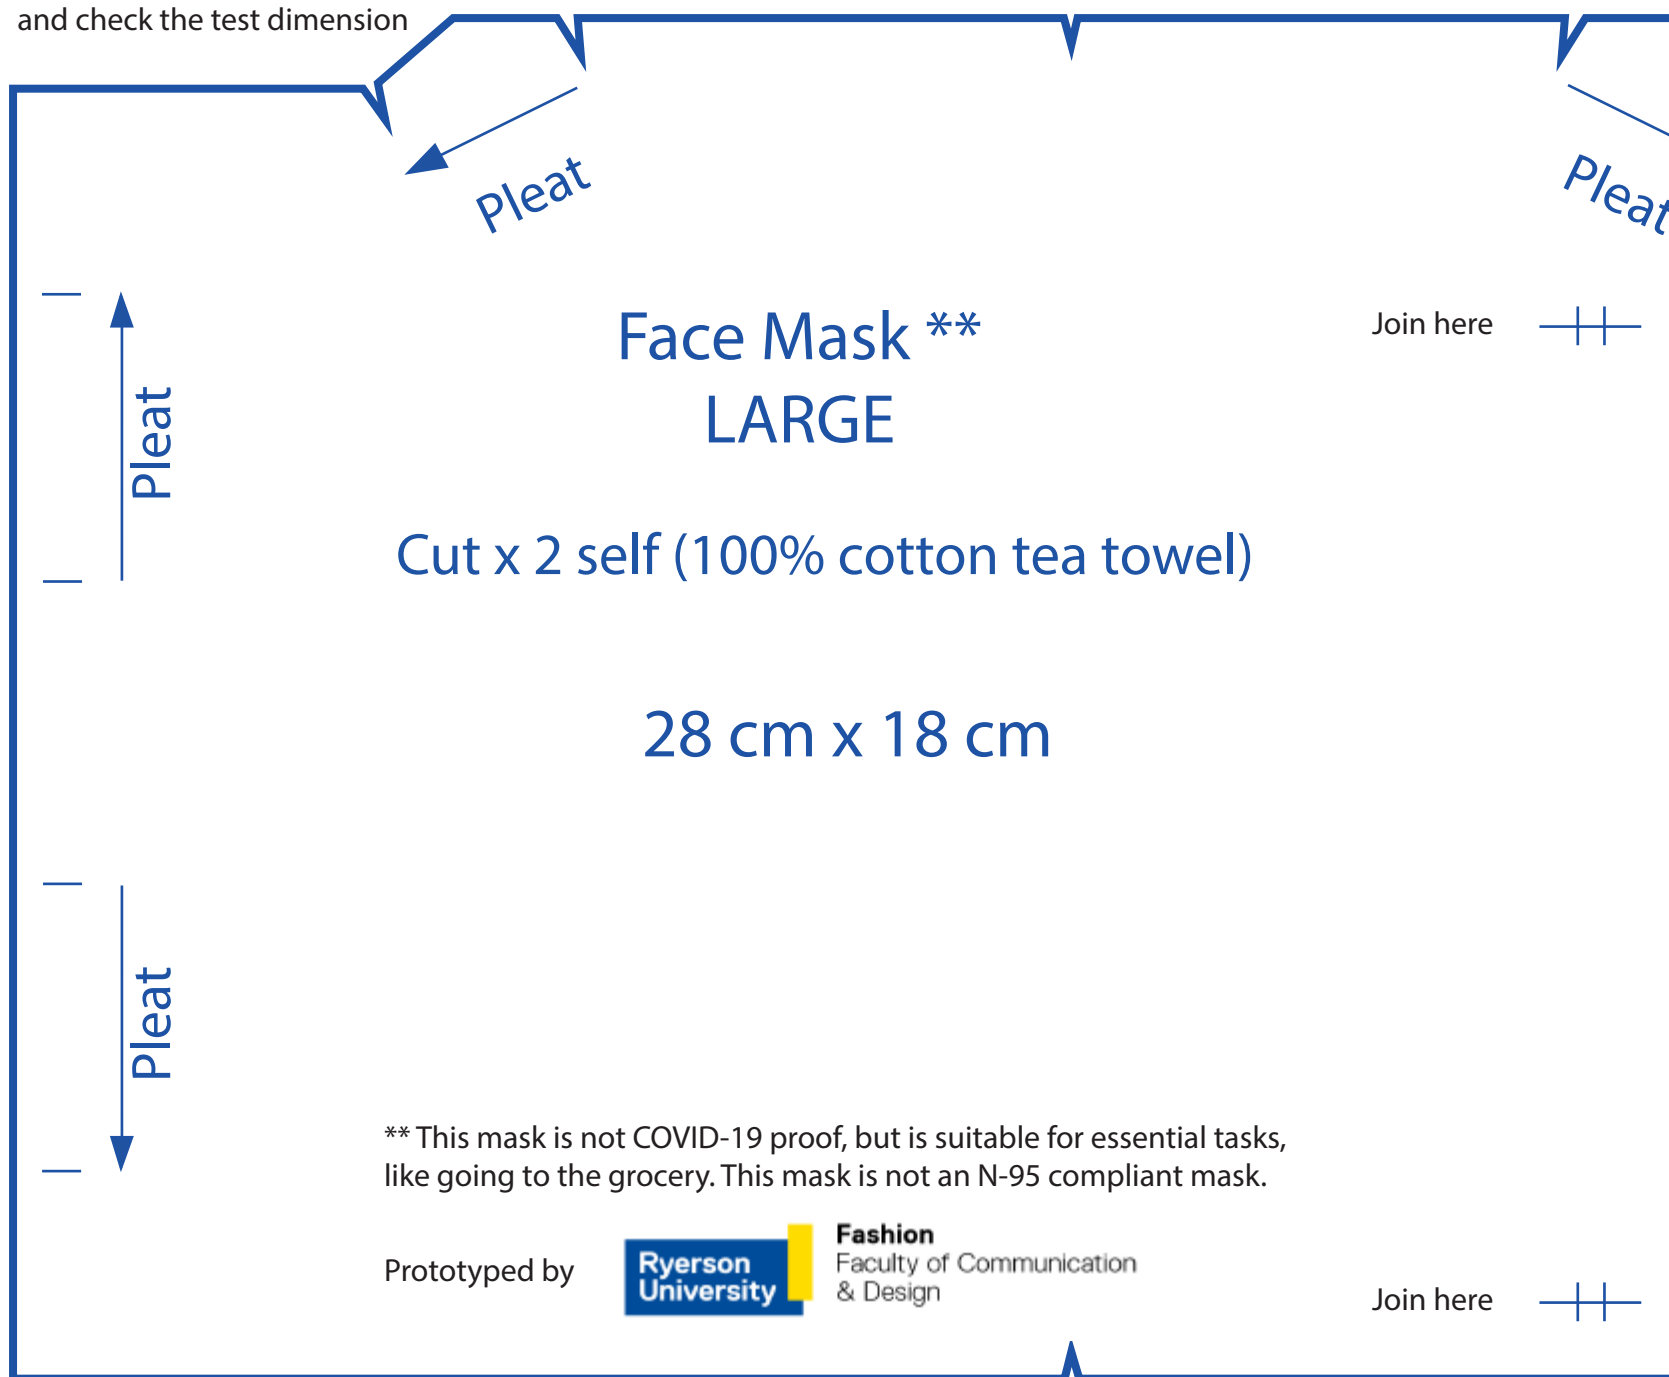 and check the test dimension
Pleat
Pleat
Face Mask **
LARGE
Join here
Pleat
Cut x 2 self (100% cotton tea towel)
28 cm x 18 cm
Pleat
** This mask is not COVID-19 proof, but is suitable for essential tasks,
like going to the grocery. This mask is not an N-95 compliant mask.
Prototyped by
Ryerson
University
Fashion
Faculty of Communication
& Design
Join here